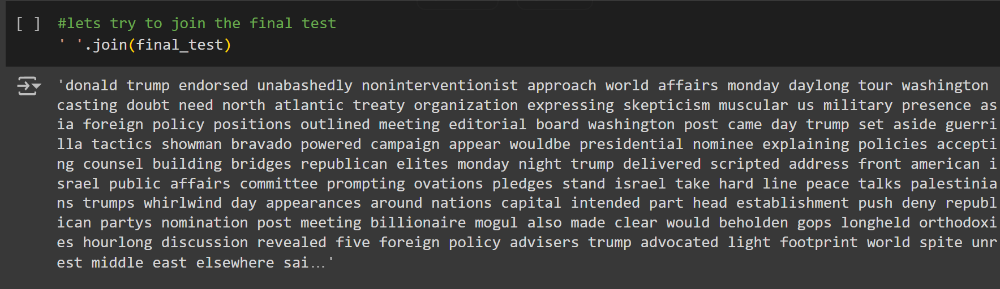 [ ] #lets try to join the final test
' '.join(final_test)
'donald trump endorsed unabashedly noninterventionist approach world affairs monday daylong tour washington
casting doubt need north atlantic treaty organization expressing skepticism muscular us military presence as
ia foreign policy positions outlined meeting editorial board washington post came day trump set aside guerri
lla tactics showman bravado powered campaign appear wouldbe presidential nominee explaining policies accepti
ng counsel building bridges republican elites monday night trump delivered scripted address front american i
srael public affairs committee prompting ovations pledges stand israel take hard line peace talks palestinia
ns trumps whirlwind day appearances around nations capital intended part head establishment push deny republ
ican partys nomination post meeting billionaire mogul also made clear would beholden gops longheld orthodoxi
es hourlong discussion revealed five foreign policy advisers trump advocated light footprint world spite unr
est middle east elsewhere sai…'